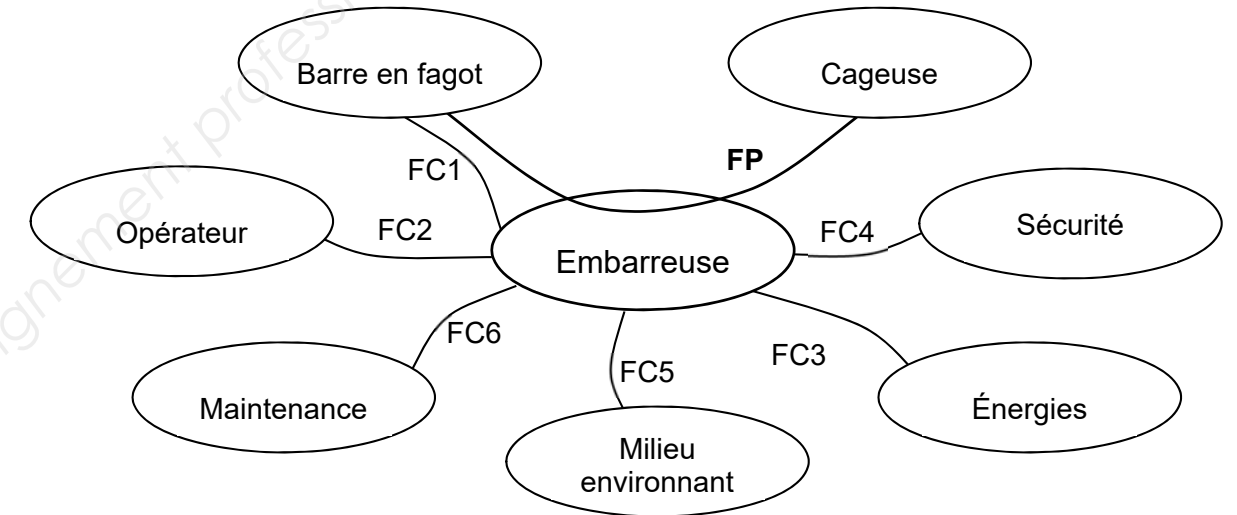 Barre en fagot
Cageuse
FP
FC1
Opérateur
FC2
FC4
Sécurité
Embarreuse
FC6
FC5
FC3
Maintenance
Énergies
Milieu
environnant